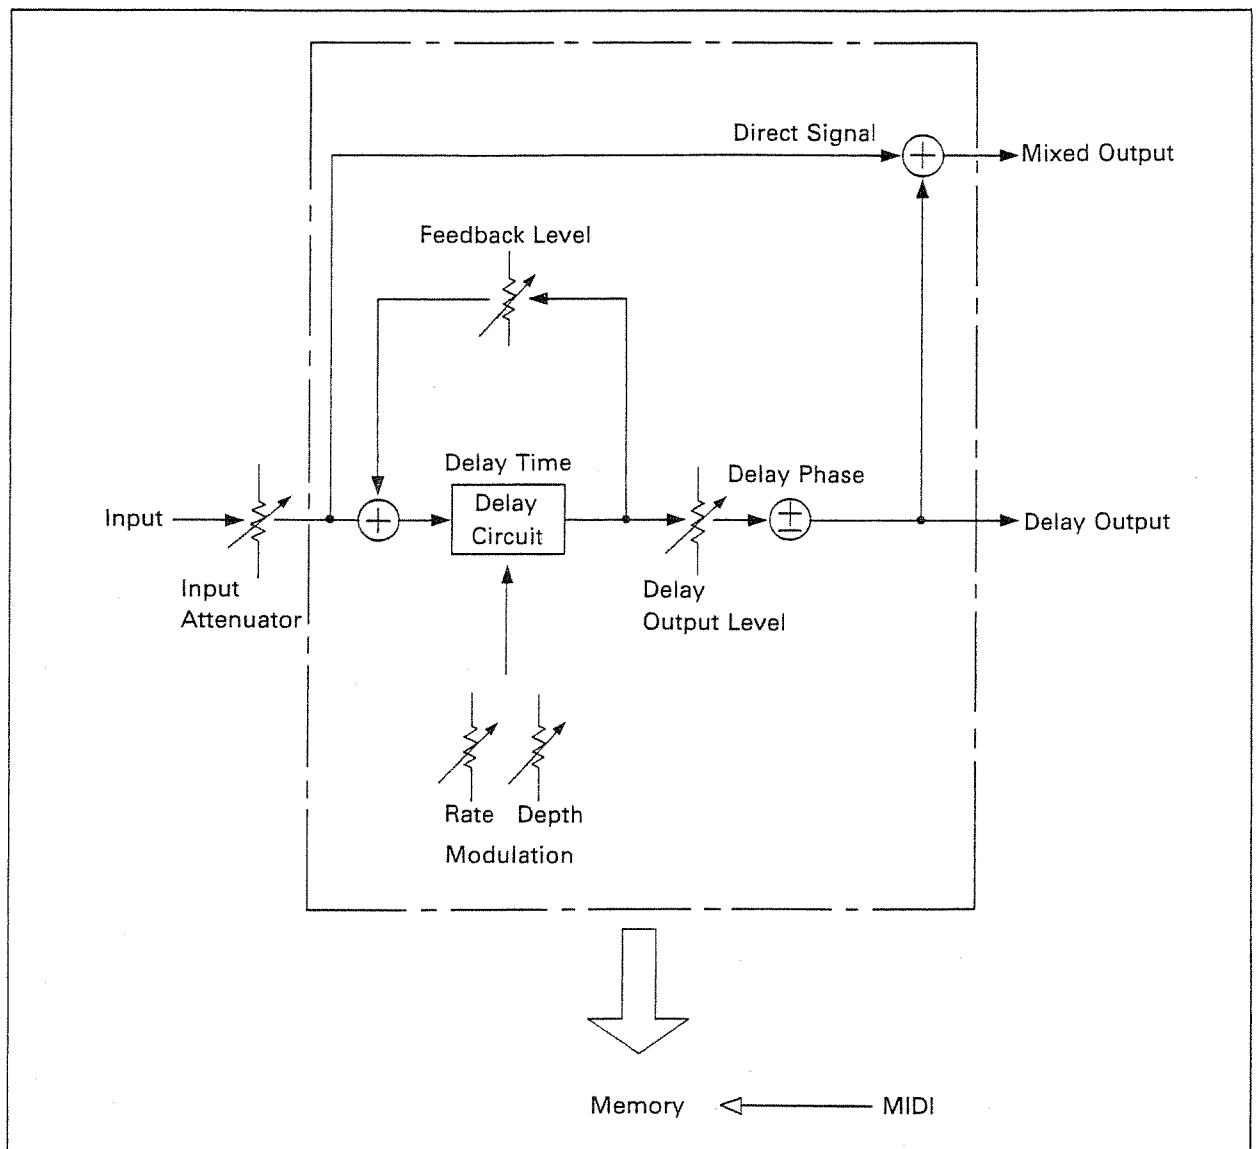 Direct Signal
Mixed Output
Feedback Level
Delay Time
Delay Phase
Delay
Circuit
Input
Delay Output
Input
Attenuator
Delay
Output Level
Rate Depth
Modulation
Memory
MIDI